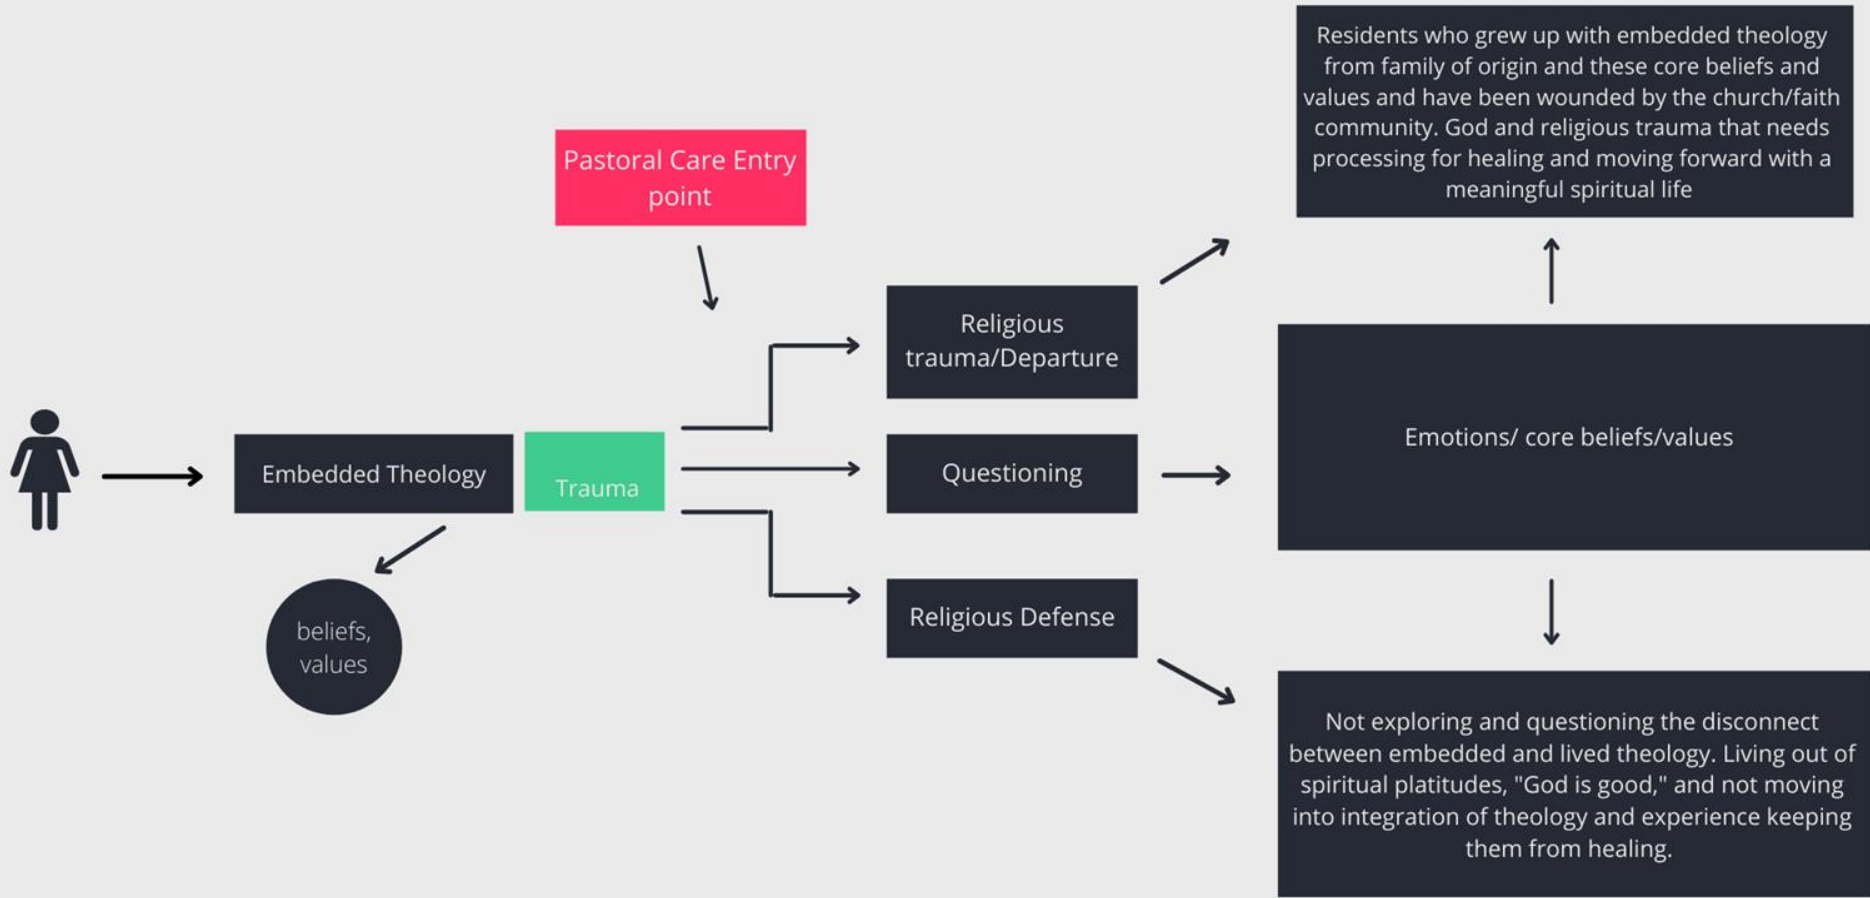 Pastoral Care Entry
point
Embedded Theology
Trauma
beliefs,
values
Religious
trauma/Departure
Questioning
Religious Defense
Residents who grew up with embedded theology
from family of origin and these core beliefs and
values and have been wounded by the church/faith
community. God and religious trauma that needs
processing for healing and moving forward with a
meaningful spiritual life
Emotions/ core beliefs/values
Not exploring and questioning the disconnect
between embedded and lived theology. Living out of
spiritual platitudes, "God is good," and not moving
into integration of theology and experience keeping
them from healing.